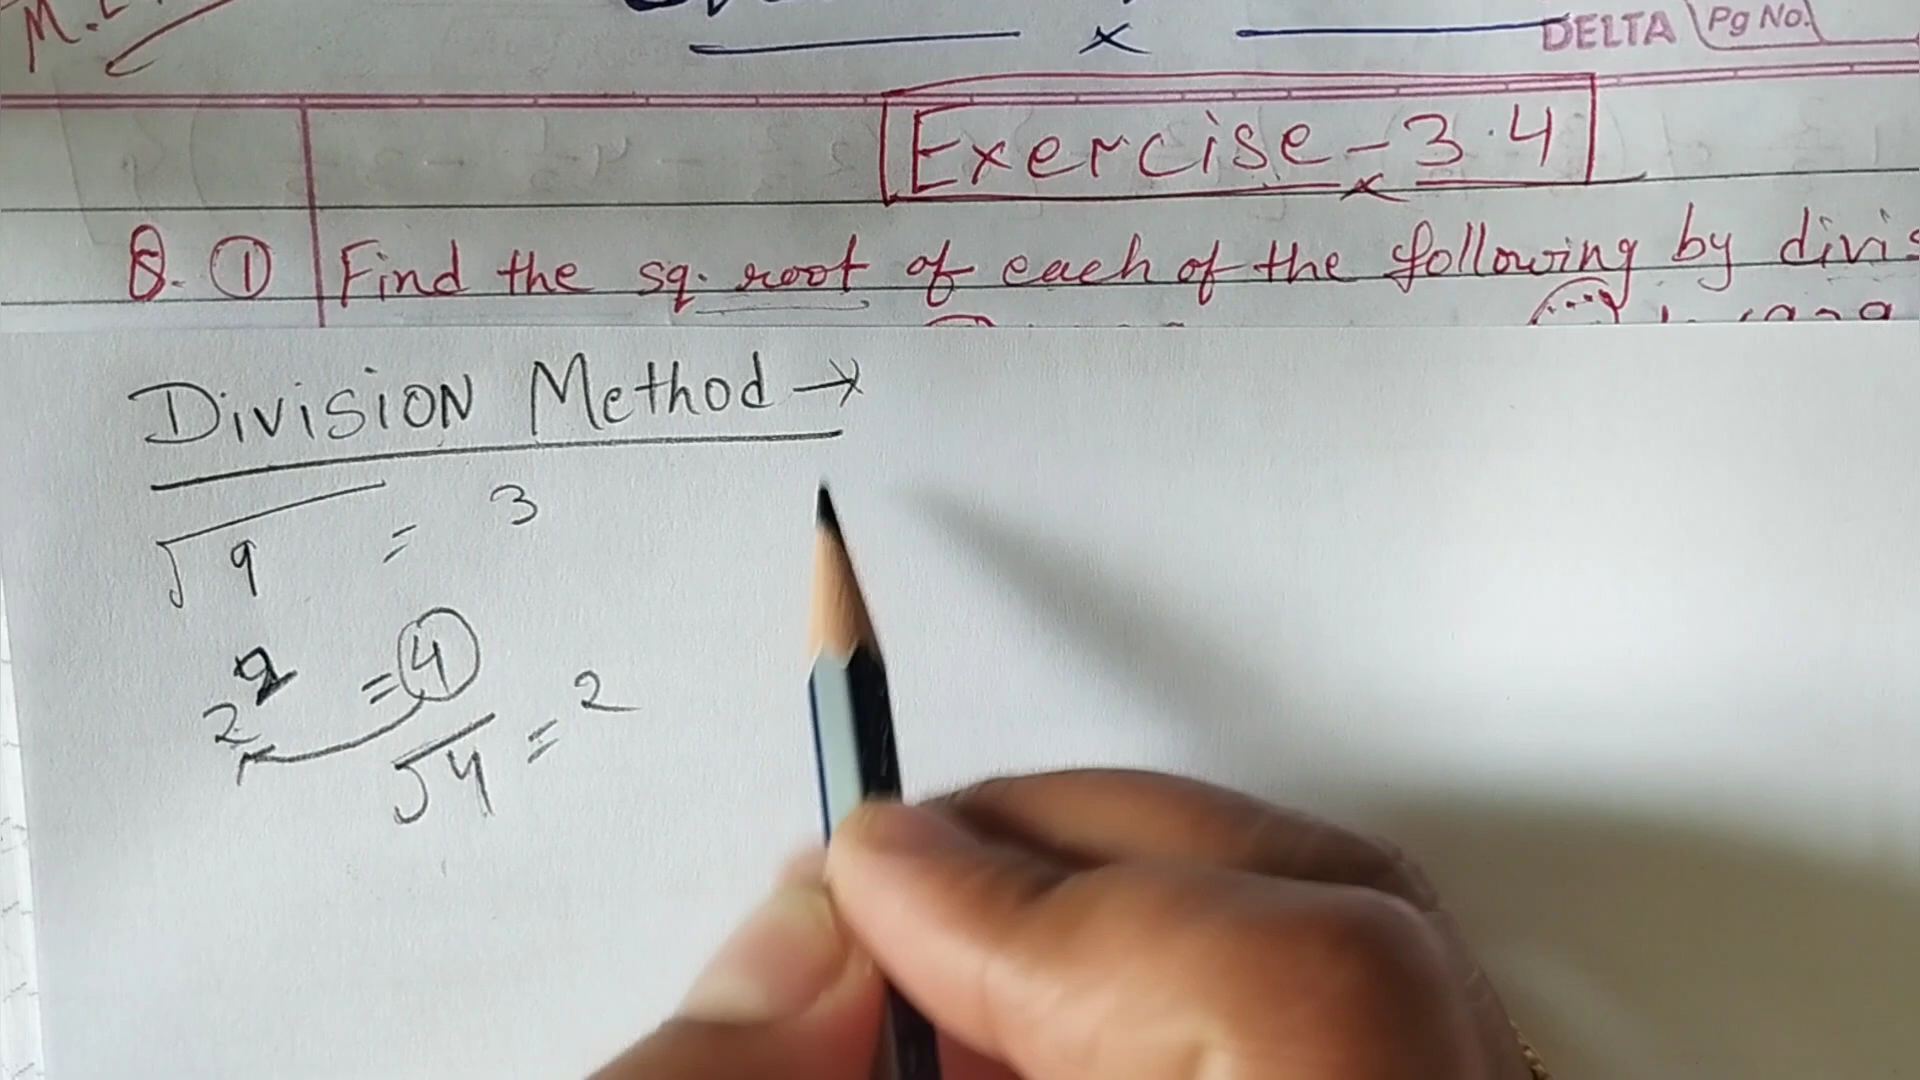 DELTA Pg No.
Exercise - 3.4
Q. ① Find the sq. root of each of the following by divis
Division Method →
√9 = 3
2² = 4
√4 = 2